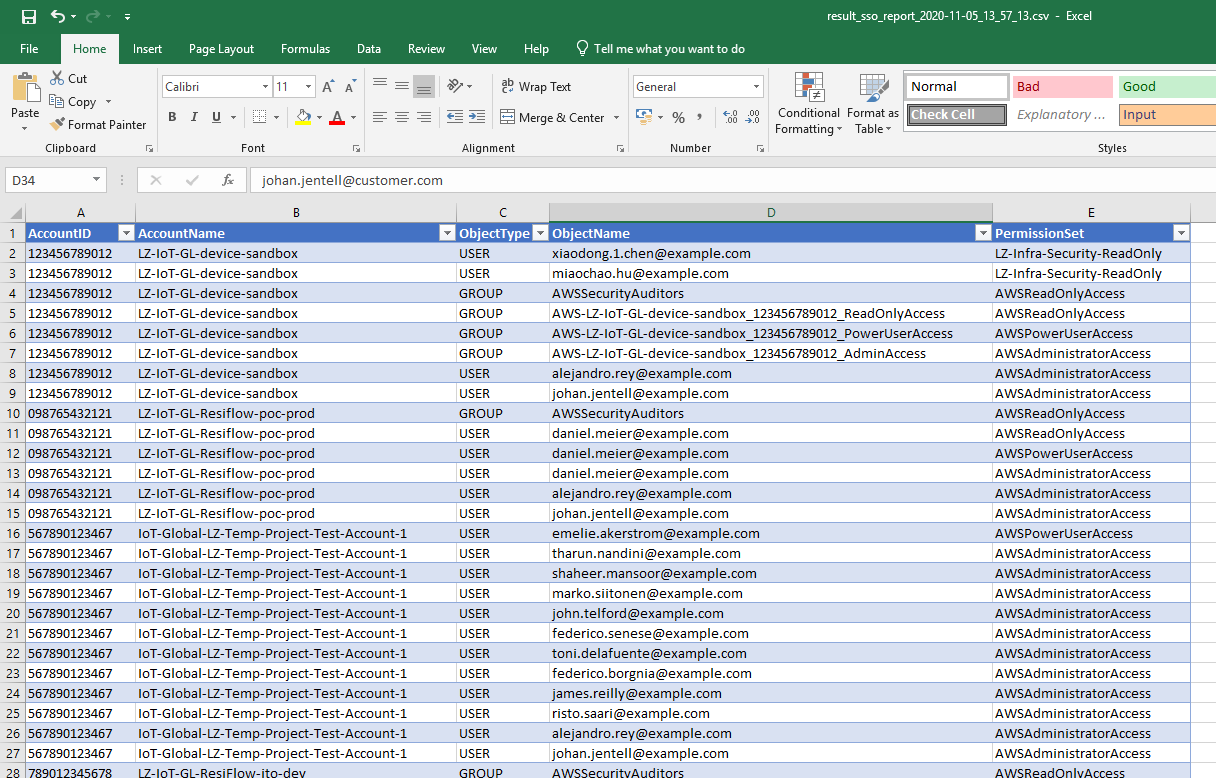 result_sso_report_2020-11-05_13_57_13.csv - Excel
File Home Insert Page Layout Formulas Data Review View Help Tell me what you want to do
Paste Cut Copy Format Painter Clipboard
Calibri 11 A A B I U A Font
ab Wrap Text Merge & Center Alignment
General % , .00 .0 Number
Conditional Formatting Format as Table
Normal Bad Good
Check Cell Explanatory ... Input
Styles
D34 fx johan.jentell@customer.com
A B C D E
1 AccountID AccountName ObjectType ObjectName PermissionSet
2 123456789012 LZ-IoT-GL-device-sandbox USER xiaodong.1.chen@example.com LZ-Infra-Security-ReadOnly
3 123456789012 LZ-IoT-GL-device-sandbox USER miaochao.hu@example.com LZ-Infra-Security-ReadOnly
4 123456789012 LZ-IoT-GL-device-sandbox GROUP AWSSecurityAuditors AWSReadOnlyAccess
5 123456789012 LZ-IoT-GL-device-sandbox GROUP AWS-LZ-IoT-GL-device-sandbox_123456789012_ReadOnlyAccess AWSReadOnlyAccess
6 123456789012 LZ-IoT-GL-device-sandbox GROUP AWS-LZ-IoT-GL-device-sandbox_123456789012_PowerUserAccess AWSPowerUserAccess
7 123456789012 LZ-IoT-GL-device-sandbox GROUP AWS-LZ-IoT-GL-device-sandbox_123456789012_AdminAccess AWSAdministratorAccess
8 123456789012 LZ-IoT-GL-device-sandbox USER alejandro.rey@example.com AWSAdministratorAccess
9 123456789012 LZ-IoT-GL-device-sandbox USER johan.jentell@example.com AWSAdministratorAccess
10 098765432121 LZ-IoT-GL-Resiflow-poc-prod GROUP AWSSecurityAuditors AWSReadOnlyAccess
11 098765432121 LZ-IoT-GL-Resiflow-poc-prod USER daniel.meier@example.com AWSReadOnlyAccess
12 098765432121 LZ-IoT-GL-Resiflow-poc-prod USER daniel.meier@example.com AWSPowerUserAccess
13 098765432121 LZ-IoT-GL-Resiflow-poc-prod USER daniel.meier@example.com AWSAdministratorAccess
14 098765432121 LZ-IoT-GL-Resiflow-poc-prod USER alejandro.rey@example.com AWSAdministratorAccess
15 098765432121 LZ-IoT-GL-Resiflow-poc-prod USER johan.jentell@example.com AWSAdministratorAccess
16 567890123467 IoT-Global-LZ-Temp-Project-Test-Account-1 USER emelie.akerstrom@example.com AWSPowerUserAccess
17 567890123467 IoT-Global-LZ-Temp-Project-Test-Account-1 USER tharun.nandini@example.com AWSAdministratorAccess
18 567890123467 IoT-Global-LZ-Temp-Project-Test-Account-1 USER shaheer.mansoor@example.com AWSAdministratorAccess
19 567890123467 IoT-Global-LZ-Temp-Project-Test-Account-1 USER marko.siitonen@example.com AWSAdministratorAccess
20 567890123467 IoT-Global-LZ-Temp-Project-Test-Account-1 USER john.telford@example.com AWSAdministratorAccess
21 567890123467 IoT-Global-LZ-Temp-Project-Test-Account-1 USER federico.senese@example.com AWSAdministratorAccess
22 567890123467 IoT-Global-LZ-Temp-Project-Test-Account-1 USER toni.delafuente@example.com AWSAdministratorAccess
23 567890123467 IoT-Global-LZ-Temp-Project-Test-Account-1 USER federico.borgnia@example.com AWSAdministratorAccess
24 567890123467 IoT-Global-LZ-Temp-Project-Test-Account-1 USER james.reilly@example.com AWSAdministratorAccess
25 567890123467 IoT-Global-LZ-Temp-Project-Test-Account-1 USER risto.saari@example.com AWSAdministratorAccess
26 567890123467 IoT-Global-LZ-Temp-Project-Test-Account-1 USER alejandro.rey@example.com AWSAdministratorAccess
27 567890123467 IoT-Global-LZ-Temp-Project-Test-Account-1 USER johan.jentell@example.com AWSAdministratorAccess
28 789012345678 LZ-IoT-GL-ResiFlow-ito-dev GROUP AWSSecurityAuditors AWSReadOnlyAccess